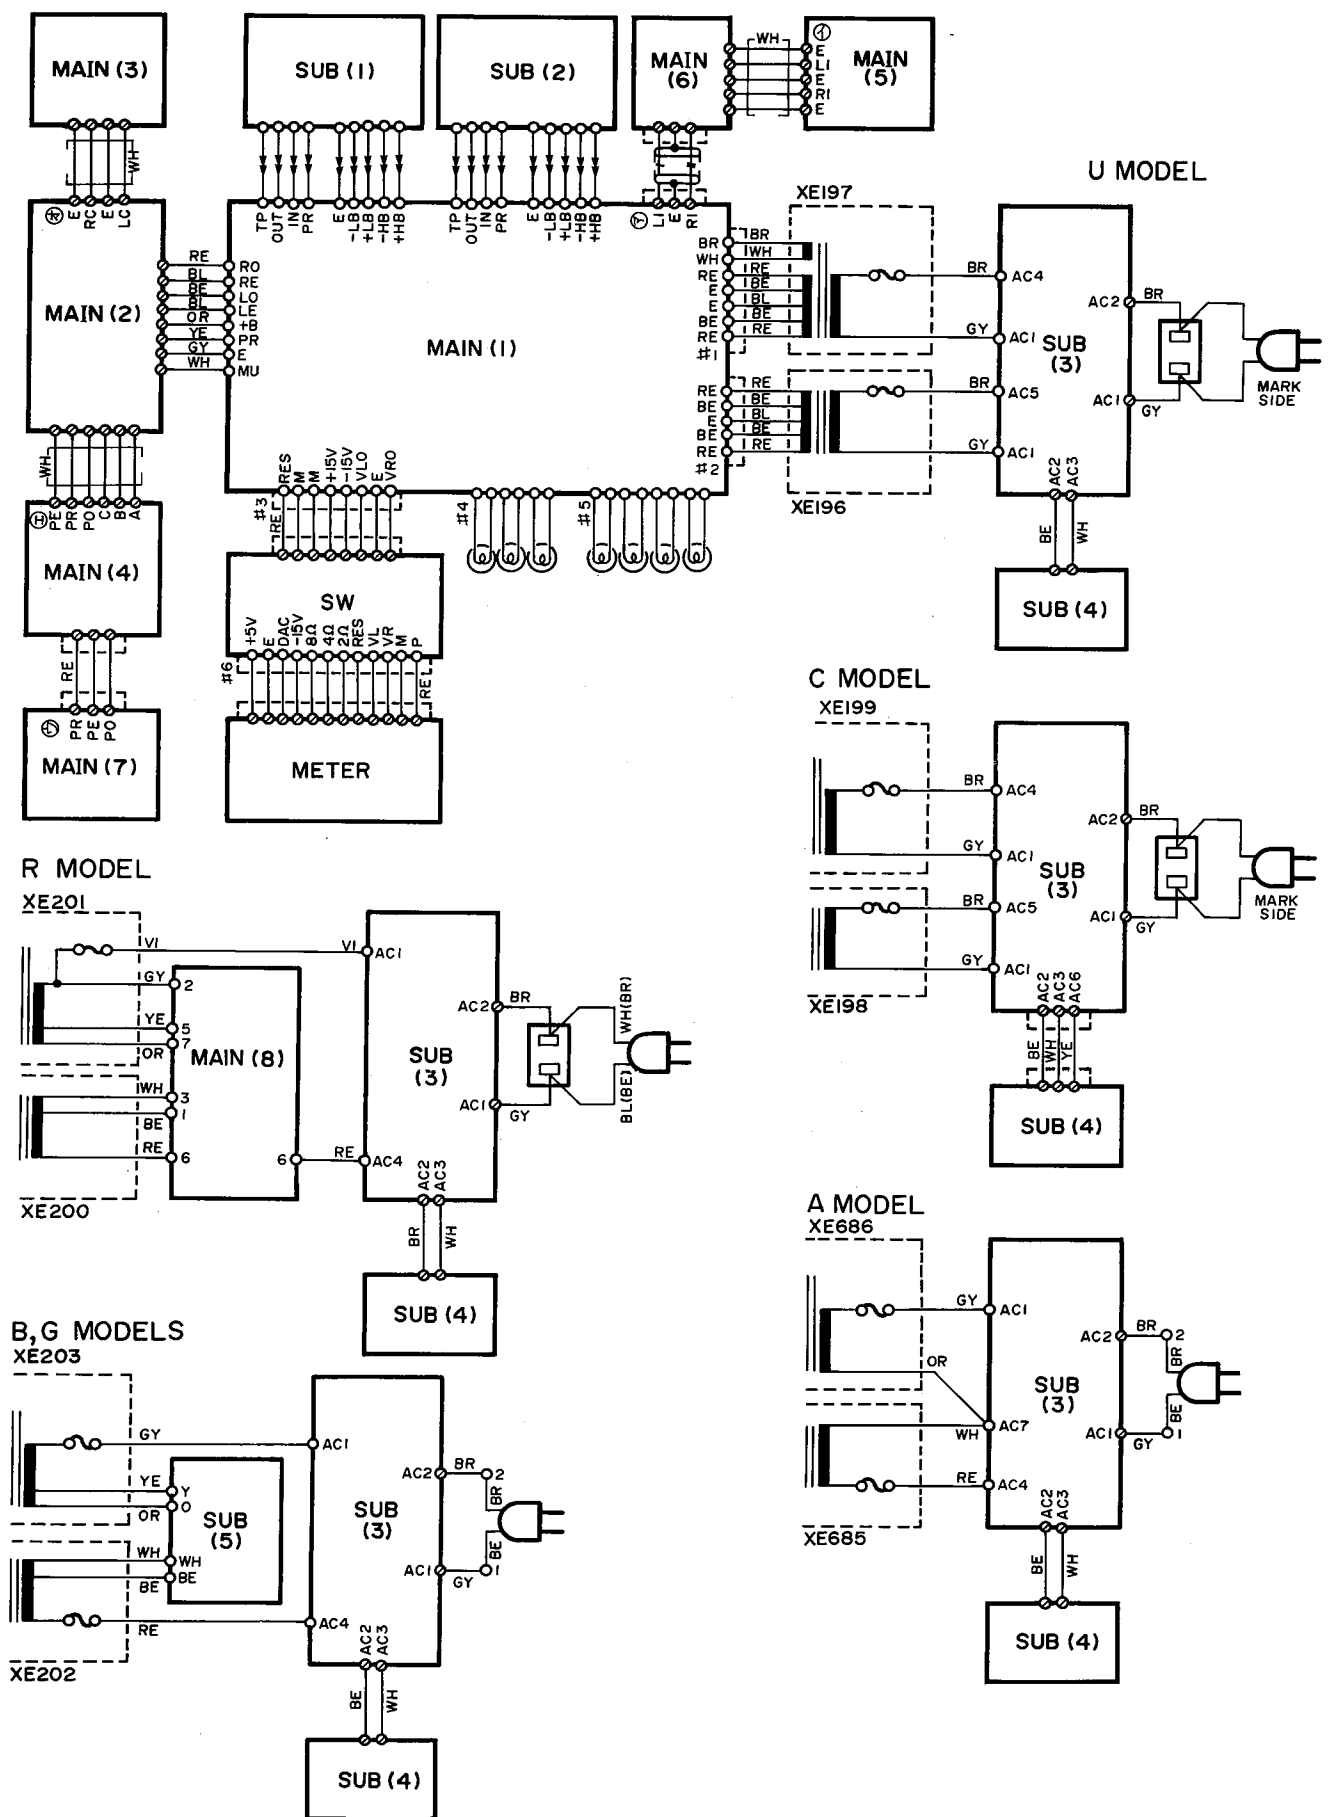 MAIN (3)
SUB (1)
SUB (2)
MAIN
(6)
WH
E
L1
E
R1
E
MAIN
(5)
WH
E
RC
E
LC
TP
OUT
IN
PR
E
-LB
+LB
-HB
+HB
TP
OUT
IN
PR
E
-LB
+LB
-HB
+HB
L1
E
R1
U MODEL
XE197
MAIN (2)
RE
BL
BE
BL
OR
YE
GY
WH
RO
RE
LO
LE
+B
PR
E
MU
MAIN (1)
BR
WH
RE
E
E
BE
RE
#1
BR
WH
RE
BE
BL
BE
RE
BR
AC4
GY
AC1
SUB
(3)
AC2
BR
AC1
GY
MARK
SIDE
RE
BE
E
BE
RE
#2
RE
BE
BL
BE
RE
BR
AC5
GY
AC1
XE196
AC2
AC3
BE
WH
SUB (4)
WH
PE
PR
PO
C
B
A
MAIN (4)
RE
PR
PE
PO
MAIN (7)
#3
RES
M
M
+15V
-15V
VLO
E
VRO
RE
#4
#5
SW
+5V
E
DAC
-15V
8Ω
4Ω
2Ω
RES
VL
VR
M
P
#6
RE
METER
C MODEL
XE199
BR
AC4
GY
AC1
BR
AC5
GY
AC1
XE198
SUB
(3)
AC2
BR
AC1
GY
MARK
SIDE
AC2
AC3
AC6
BE
WH
YE
SUB (4)
R MODEL
XE201
VI
VI
AC1
GY
2
YE
5
7
OR
MAIN (8)
WH
3
1
BE
RE
6
6
RE
AC4
XE200
SUB
(3)
AC2
BR
AC1
GY
WH(BR)
BL(BE)
AC2
AC3
BR
WH
SUB (4)
A MODEL
XE686
GY
AC1
OR
AC7
WH
RE
AC4
XE685
SUB
(3)
AC2
BR
2
BR
BE
AC1
GY
1
AC2
AC3
BE
WH
SUB (4)
B,G MODELS
XE203
GY
AC1
YE
Y
O
OR
SUB
(5)
WH
WH
BE
BE
RE
AC4
XE202
SUB
(3)
AC2
BR
2
BR
BE
AC1
GY
1
AC2
AC3
BE
WH
SUB (4)